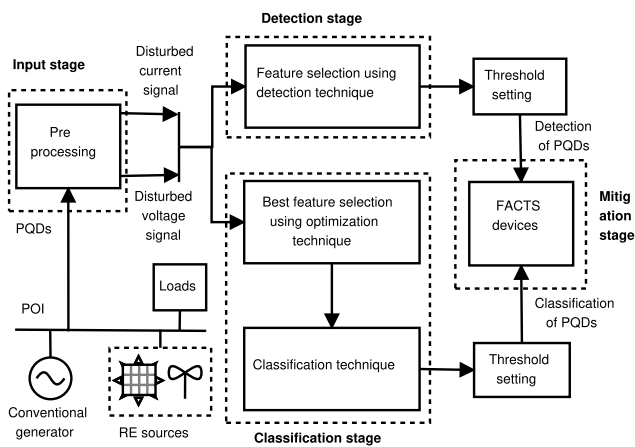 Detection stage
Disturbed
current
signal
Input stage
Feature selection using
detection technique
Threshold
setting
Pre
processing
Detection
of PQDs
Disturbed
voltage
signal
Best feature selection
using optimization
technique
FACTS
devices
Mitig
ation
stage
PQDs
Loads
POI
Classification
of PQDs
Classification technique
Threshold
setting
Conventional
generator
RE sources
Classification stage